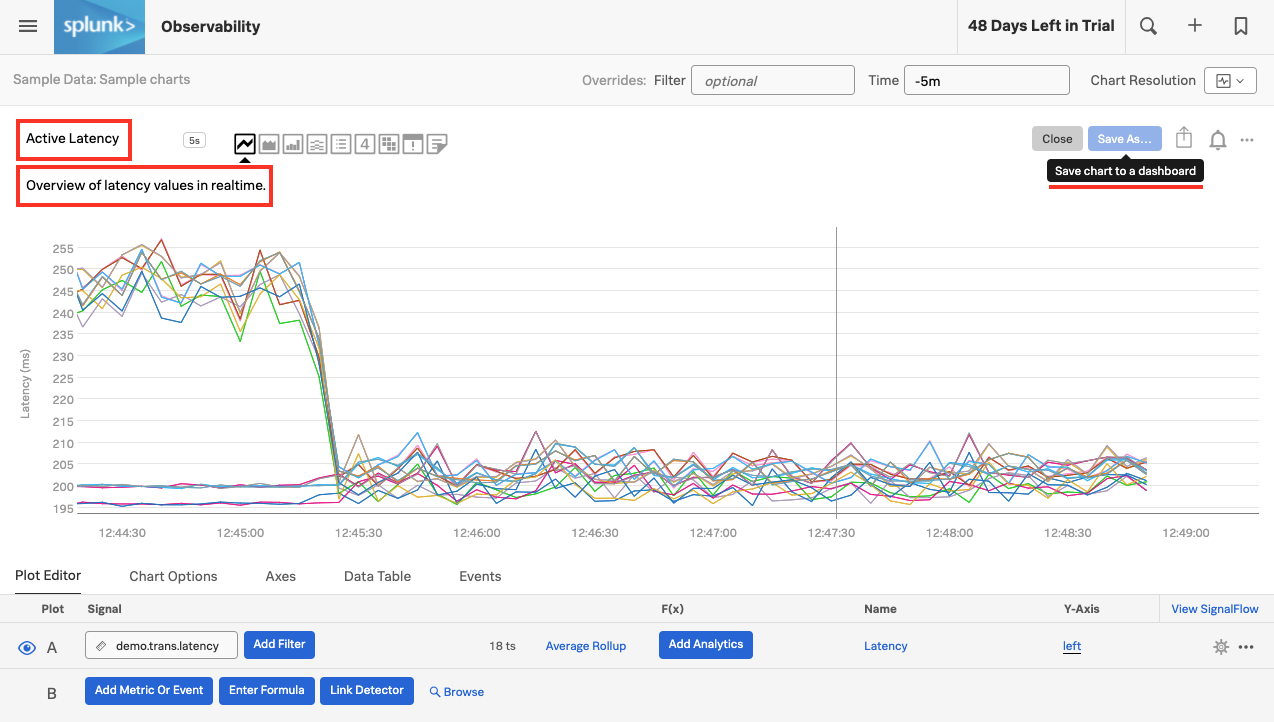 splunk> Observability 48 Days Left in Trial
Sample Data: Sample charts Overrides: Filter optional Time -5m Chart Resolution
Active Latency 5s 4 ! Close Save As...
Save chart to a dashboard
Overview of latency values in realtime.
Latency (ms)
255
250
245
240
235
230
225
220
215
210
205
200
195
12:44:30 12:45:00 12:45:30 12:46:00 12:46:30 12:47:00 12:47:30 12:48:00 12:48:30 12:49:00
Plot Editor Chart Options Axes Data Table Events
Plot Signal F(x) Name Y-Axis View SignalFlow
A demo.trans.latency Add Filter 18 ts Average Rollup Add Analytics Latency left
B Add Metric Or Event Enter Formula Link Detector Browse